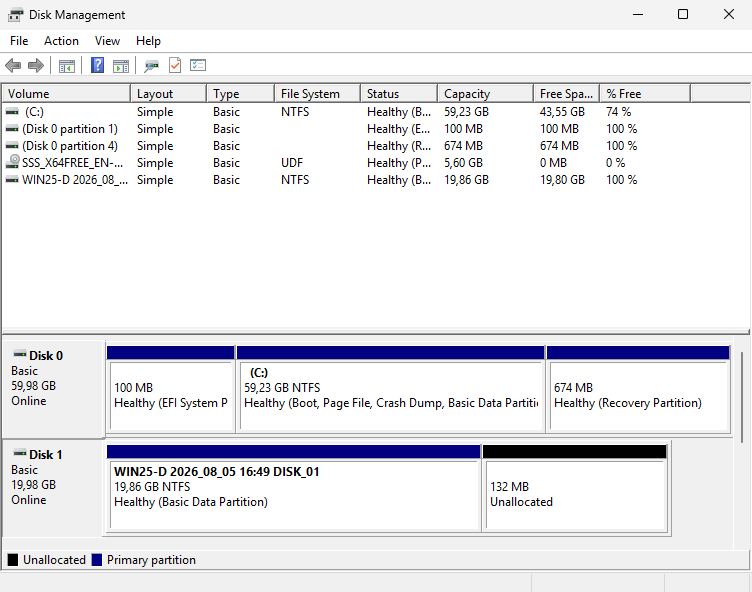 Disk Management
File Action View Help
Volume Layout Type File System Status Capacity Free Spa... % Free
(C:) Simple Basic NTFS Healthy (B... 59,23 GB 43,55 GB 74 %
(Disk 0 partition 1) Simple Basic Healthy (E... 100 MB 100 MB 100 %
(Disk 0 partition 4) Simple Basic Healthy (R... 674 MB 674 MB 100 %
SSS_X64FREE_EN-... Simple Basic UDF Healthy (P... 5,60 GB 0 MB 0 %
WIN25-D 2026_08_... Simple Basic NTFS Healthy (B... 19,86 GB 19,80 GB 100 %
Disk 0
Basic
59,98 GB
Online
100 MB
Healthy (EFI System P
(C:)
59,23 GB NTFS
Healthy (Boot, Page File, Crash Dump, Basic Data Partiti
674 MB
Healthy (Recovery Partition)
Disk 1
Basic
19,98 GB
Online
WIN25-D 2026_08_05 16:49 DISK_01
19,86 GB NTFS
Healthy (Basic Data Partition)
132 MB
Unallocated
Unallocated Primary partition